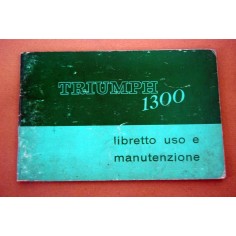 TRIUMPH
1300
libretto uso e
manutenzione